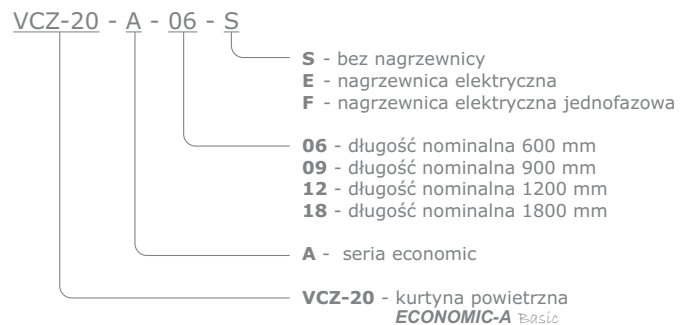 VCZ-20 - A - 06 - S
S - bez nagrzewnicy
E - nagrzewnica elektryczna
F - nagrzewnica elektryczna jednofazowa
06 - długość nominalna 600 mm
09 - długość nominalna 900 mm
12 - długość nominalna 1200 mm
18 - długość nominalna 1800 mm
A - seria economic
VCZ-20 - kurtyna powietrzna
ECONOMIC-A Basic